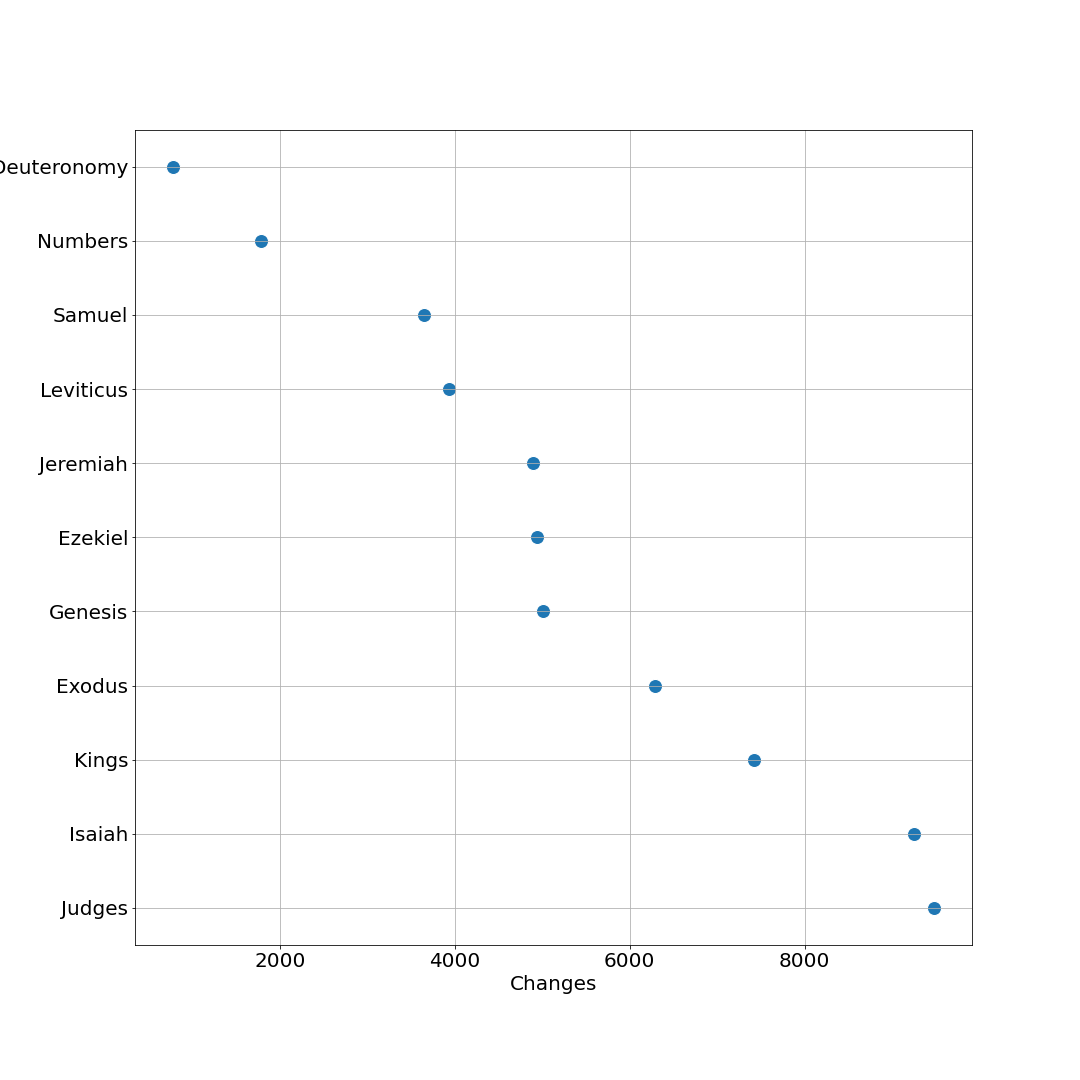 Deuteronomy
Numbers
Samuel
Leviticus
Jeremiah
Ezekiel
Genesis
Exodus
Kings
Isaiah
Judges
2000 4000 6000 8000
Changes